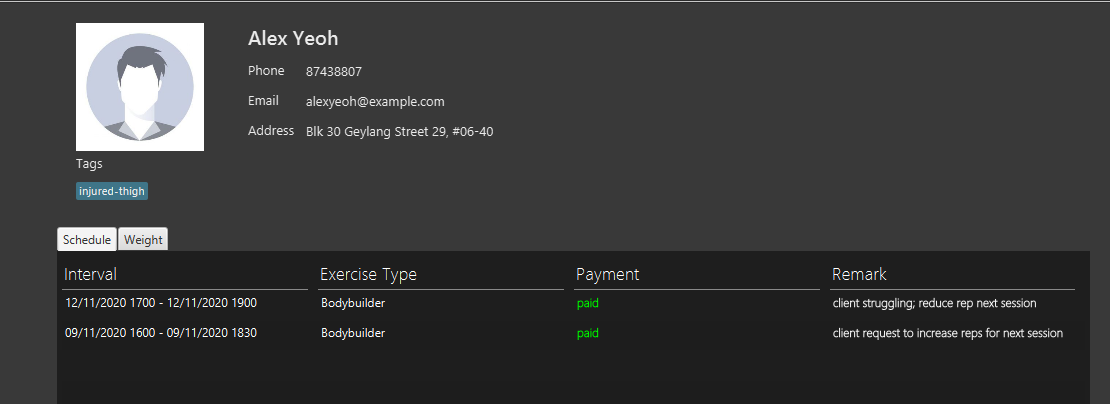 Alex Yeoh
Phone 87438807
Email alexyeoh@example.com
Address Blk 30 Geylang Street 29, #06-40
Tags
injured-thigh
Schedule Weight
Interval Exercise Type Payment Remark
12/11/2020 1700 - 12/11/2020 1900 Bodybuilder paid client struggling; reduce rep next session
09/11/2020 1600 - 09/11/2020 1830 Bodybuilder paid client request to increase reps for next session